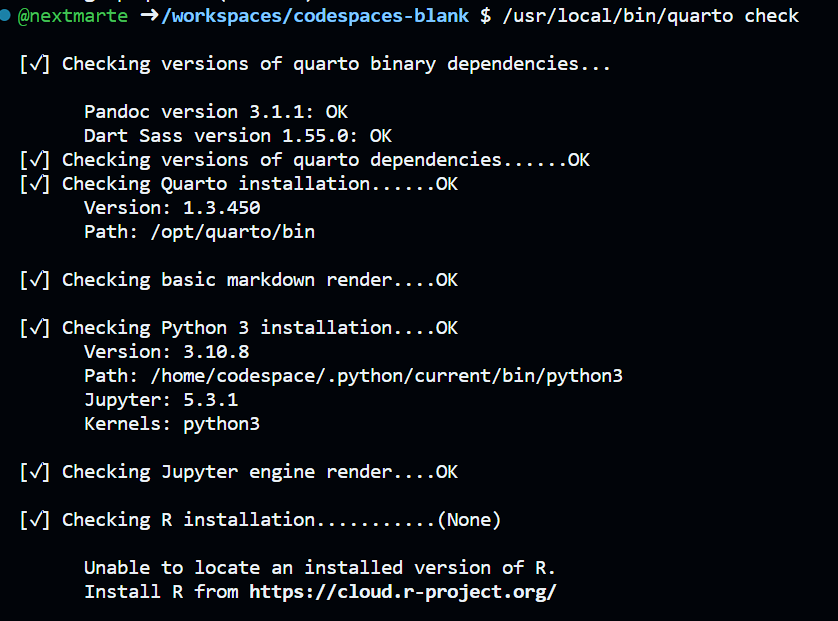 @nextmarte ➜/workspaces/codespaces-blank $ /usr/local/bin/quarto check
[✓] Checking versions of quarto binary dependencies...
Pandoc version 3.1.1: OK
Dart Sass version 1.55.0: OK
[✓] Checking versions of quarto dependencies......OK
[✓] Checking Quarto installation......OK
Version: 1.3.450
Path: /opt/quarto/bin
[✓] Checking basic markdown render....OK
[✓] Checking Python 3 installation....OK
Version: 3.10.8
Path: /home/codespace/.python/current/bin/python3
Jupyter: 5.3.1
Kernels: python3
[✓] Checking Jupyter engine render....OK
[✓] Checking R installation...........(None)
Unable to locate an installed version of R.
Install R from https://cloud.r-project.org/